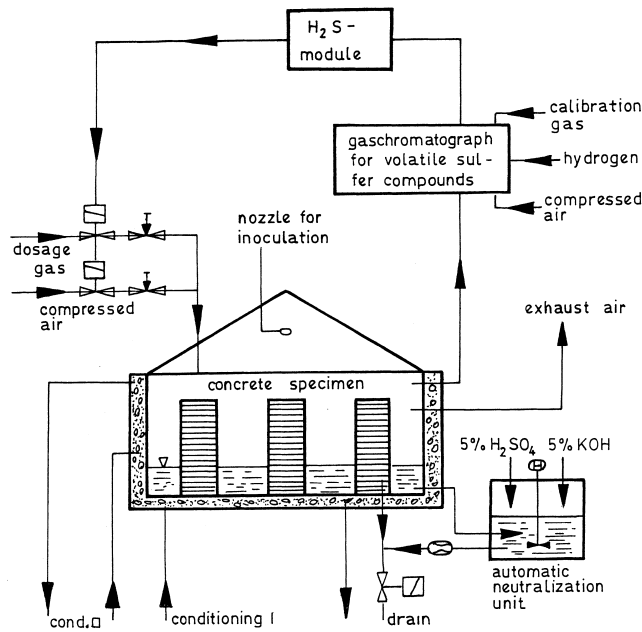 H2S-
module
calibration
gas
gaschromatograph
for volatile sul-
fer compounds
hydrogen
compressed
air
nozzle for
inoculation
dosage
gas
compressed
air
exhaust air
concrete specimen
5% H2SO4 5% KOH
automatic
neutralization
unit
cond.
conditioning I
drain